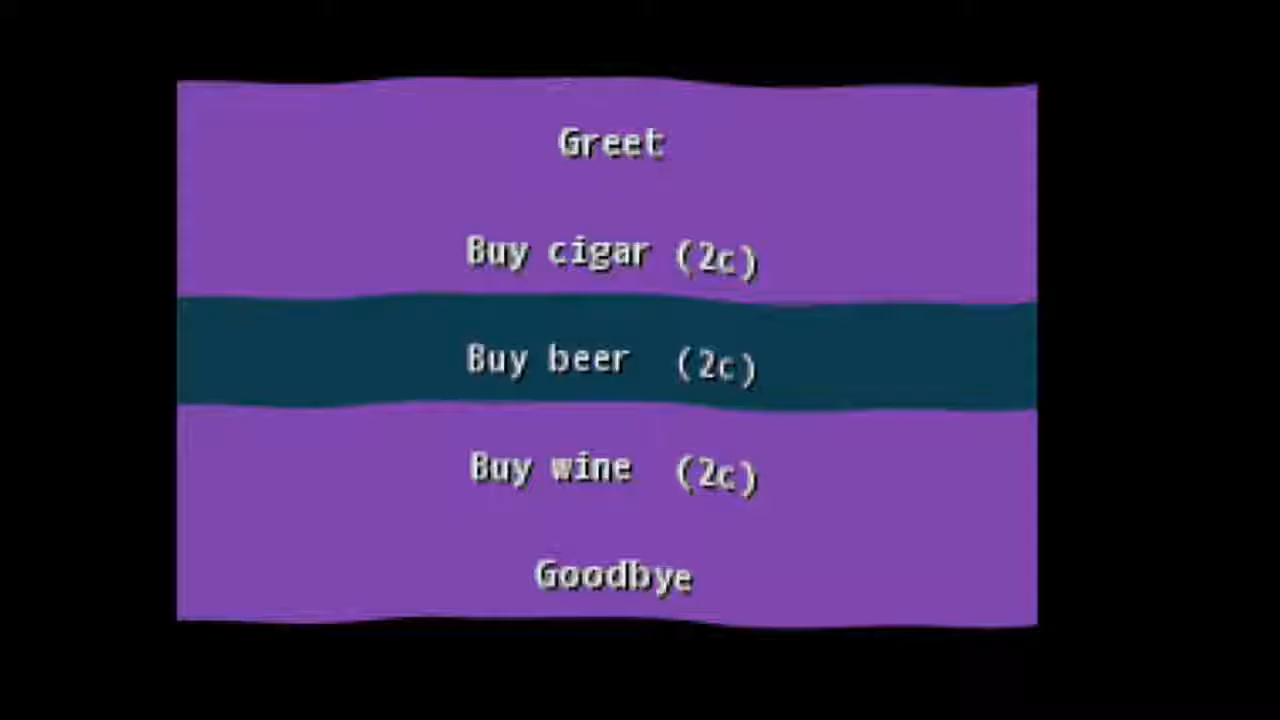 Greet
Buy cigar (2c)
Buy beer (2c)
Buy wine (2c)
Goodbye